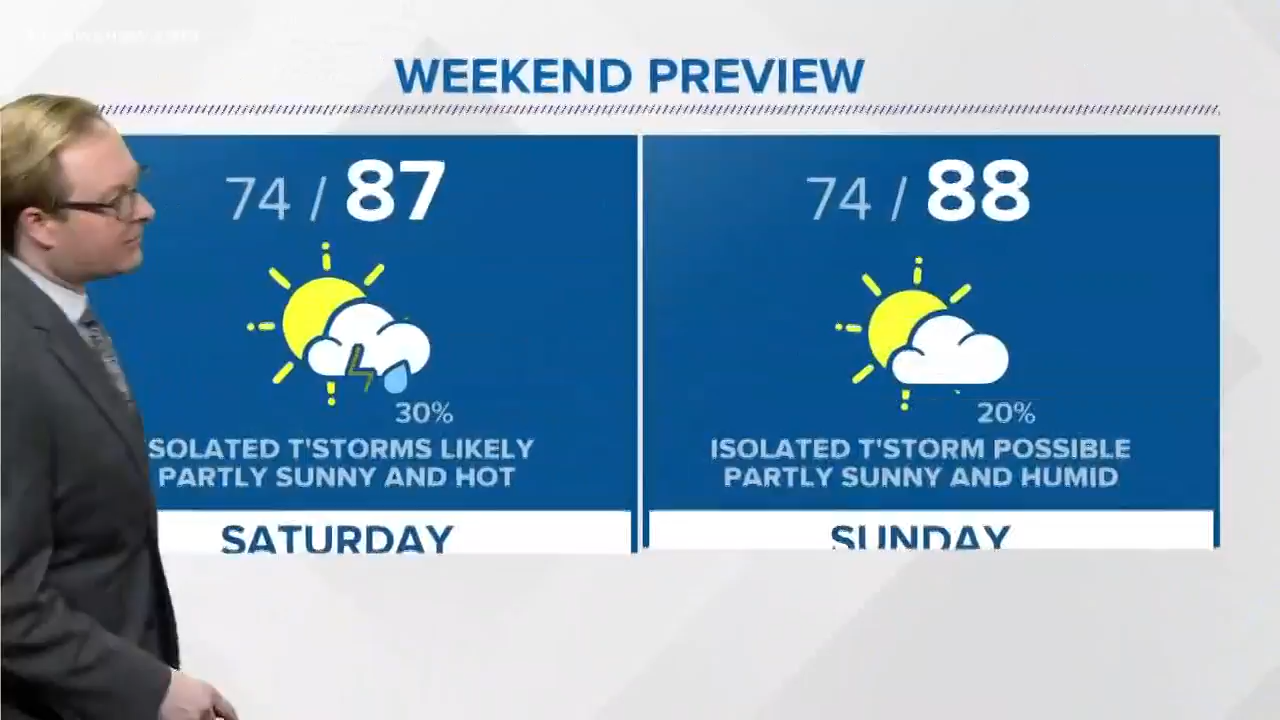 WEEKEND PREVIEW
74 / 87
30%
SOLATED T'STORMS LIKELY
PARTLY SUNNY AND HOT
SATURDAY
74 / 88
20%
ISOLATED T'STORM POSSIBLE
PARTLY SUNNY AND HUMID
SUNDAY